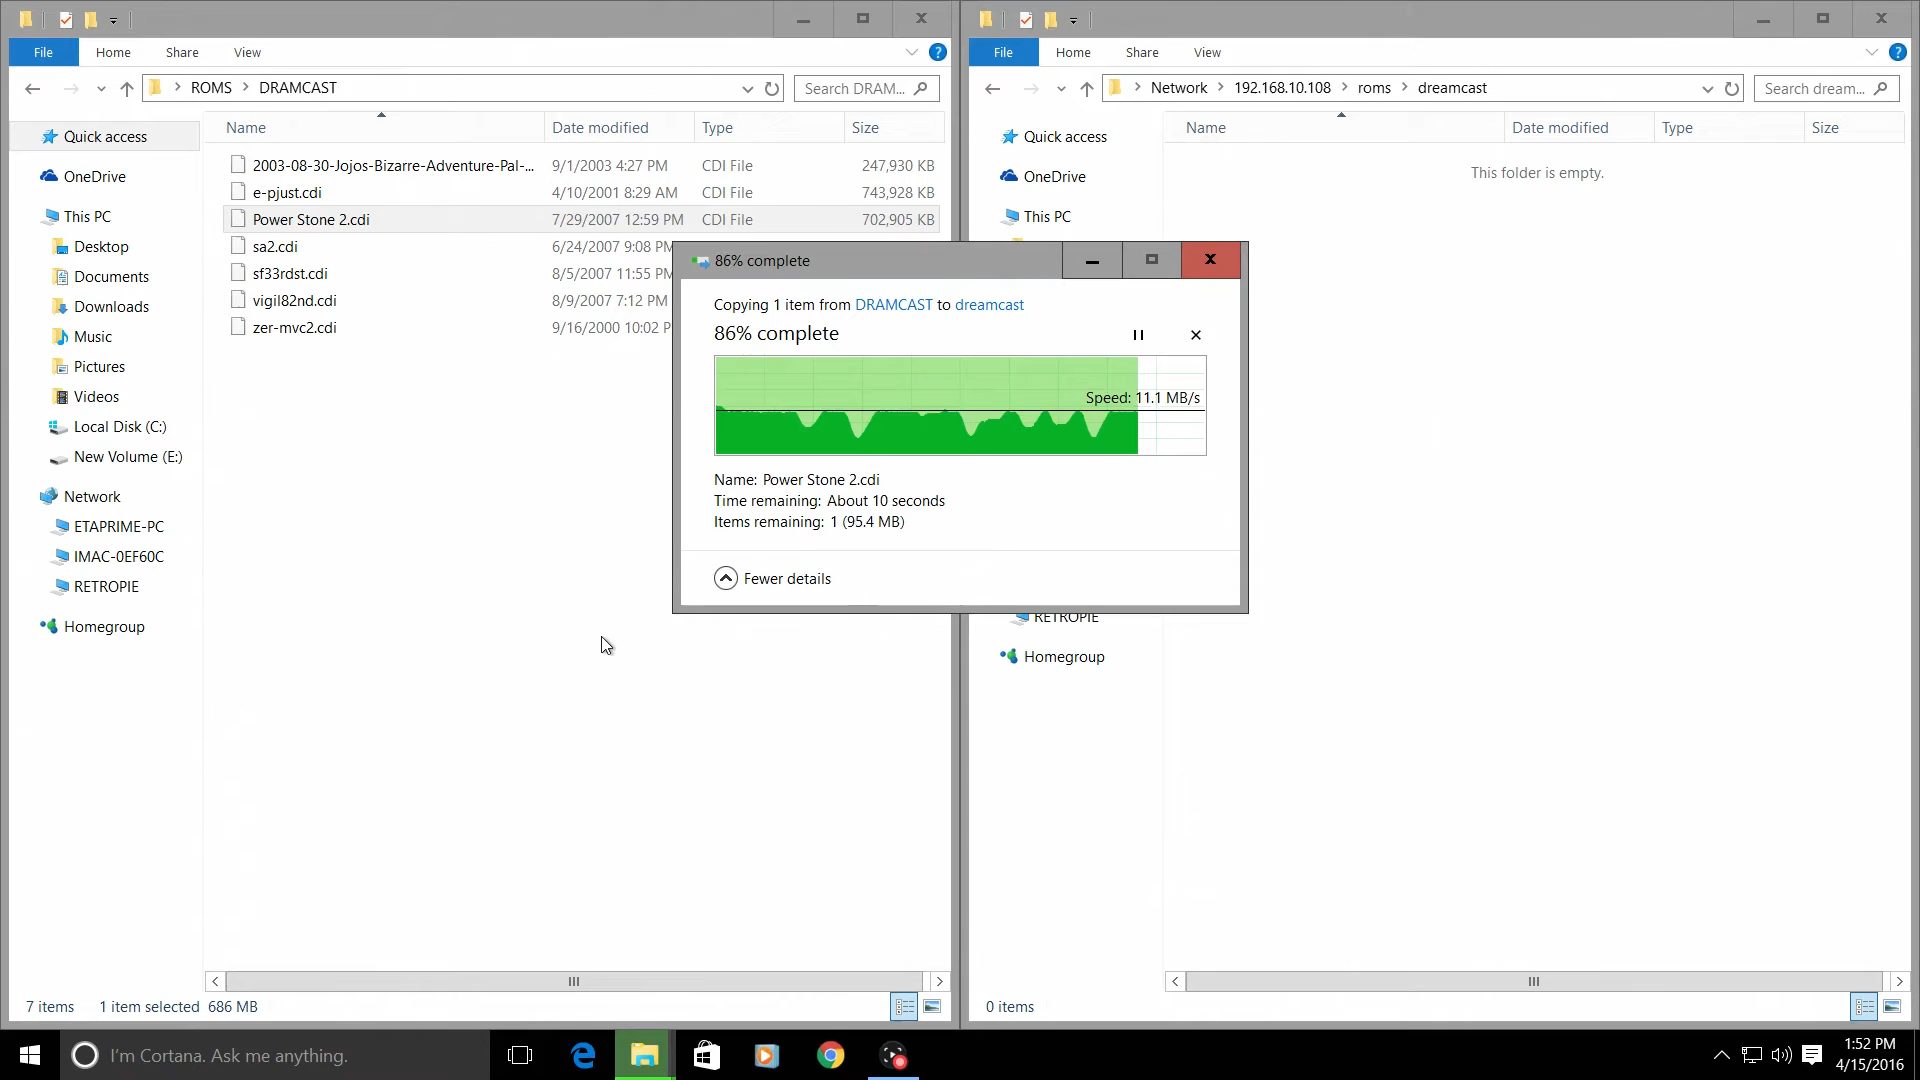 File Home Share View
ROMS > DRAMCAST
Search DRAM...
Name Date modified Type Size
2003-08-30-Jojos-Bizarre-Adventure-Pal-... 9/1/2003 4:27 PM CDI File 247,930 KB
e-pjust.cdi 4/10/2001 8:29 AM CDI File 743,928 KB
Power Stone 2.cdi 7/29/2007 12:59 PM CDI File 702,905 KB
sa2.cdi 6/24/2007 9:08 PM
sf33rdst.cdi 8/5/2007 11:55 PM
vigil82nd.cdi 8/9/2007 7:12 PM
zer-mvc2.cdi 9/16/2000 10:02 P
Quick access
OneDrive
This PC
Desktop
Documents
Downloads
Music
Pictures
Videos
Local Disk (C:)
New Volume (E:)
Network
ETAPRIME-PC
IMAC-0EF60C
RETROPIE
Homegroup
7 items 1 item selected 686 MB
File Home Share View
Network > 192.168.10.108 > roms > dreamcast
Search dream...
Name Date modified Type Size
This folder is empty.
Quick access
OneDrive
This PC
RETROPIE
Homegroup
0 items
86% complete
Copying 1 item from DRAMCAST to dreamcast
86% complete
Speed: 11.1 MB/s
Name: Power Stone 2.cdi
Time remaining: About 10 seconds
Items remaining: 1 (95.4 MB)
Fewer details
I'm Cortana. Ask me anything.
1:52 PM
4/15/2016